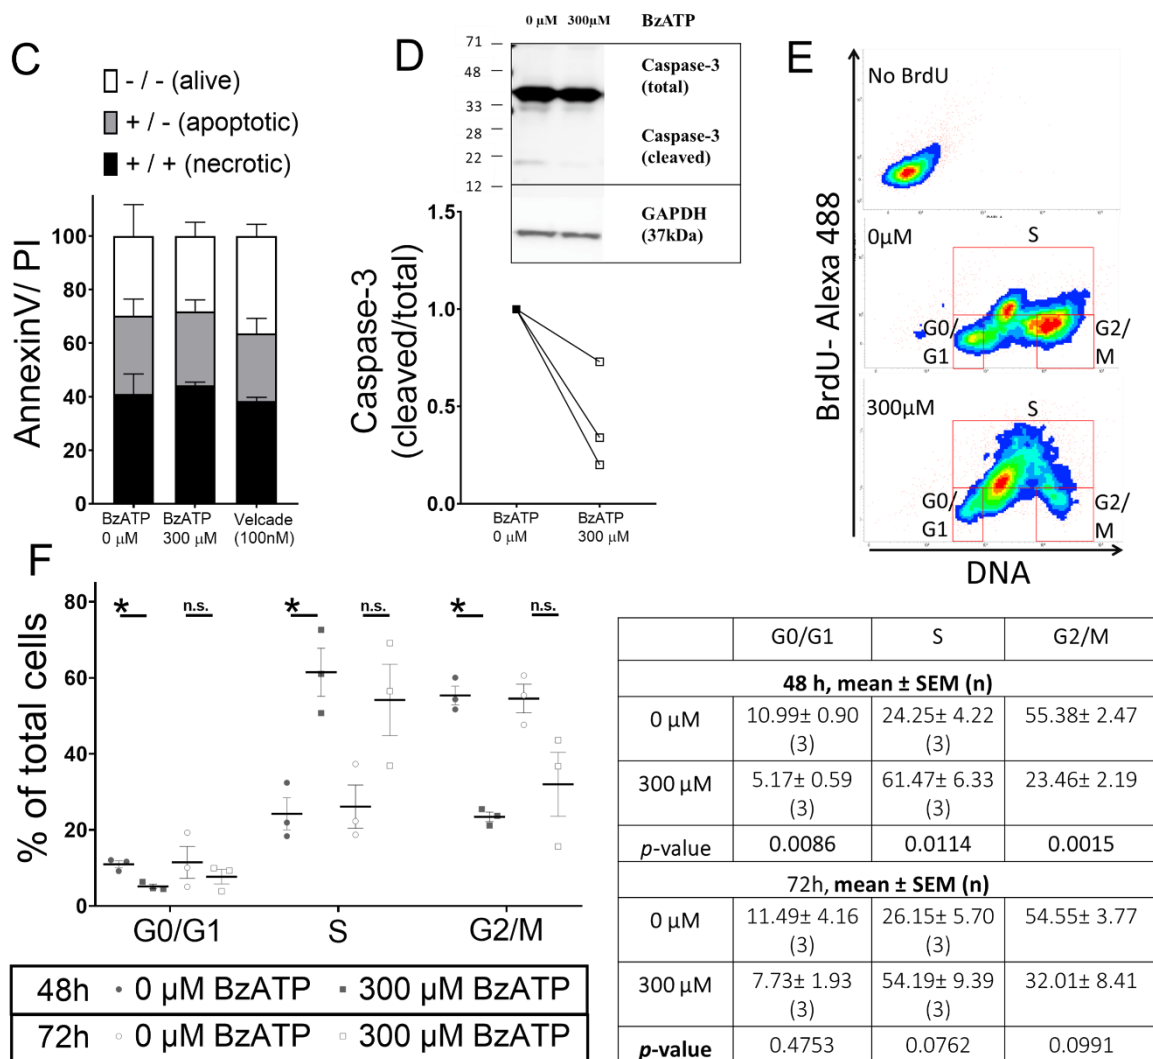 C
- / - (alive)
+ / - (apoptotic)
+ / + (necrotic)
AnnexinV/ PI
100
80
60
40
20
0
BzATP
0 µM
BzATP
300 µM
Velcade
(100nM)
D
0 µM 300µM BzATP
71
48
33
28
22
12
Caspase-3
(total)
Caspase-3
(cleaved)
GAPDH
(37kDa)
Caspase-3
(cleaved/total)
1.5
1.0
0.5
0.0
BzATP
0 µM
BzATP
300 µM
E
BrdU- Alexa 488
No BrdU
0µM
S
G0/
G1
G2/
M
300µM
S
G0/
G1
G2/
M
DNA
F
% of total cells
80
60
40
20
0
* n.s. * n.s. * n.s.
G0/G1 S G2/M
48h 0 µM BzATP 300 µM BzATP
72h 0 µM BzATP 300 µM BzATP
G0/G1 S G2/M
48 h, mean ± SEM (n)
0 µM 10.99± 0.90 (3) 24.25± 4.22 (3) 55.38± 2.47
300 µM 5.17± 0.59 (3) 61.47± 6.33 (3) 23.46± 2.19
p-value 0.0086 0.0114 0.0015
72h, mean ± SEM (n)
0 µM 11.49± 4.16 (3) 26.15± 5.70 (3) 54.55± 3.77
300 µM 7.73± 1.93 (3) 54.19± 9.39 (3) 32.01± 8.41
p-value 0.4753 0.0762 0.0991